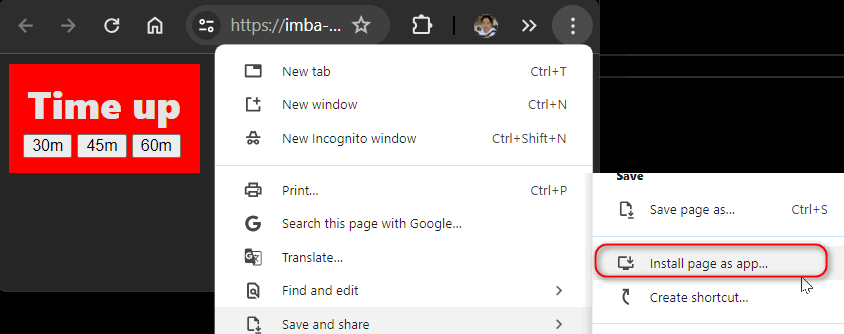 https://imba-...
Time up
30m 45m 60m
New tab Ctrl+T
New window Ctrl+N
New Incognito window Ctrl+Shift+N
Print... Ctrl+P
Search this page with Google...
Translate...
Find and edit
Save and share
Save
Save page as... Ctrl+S
Install page as app...
Create shortcut...